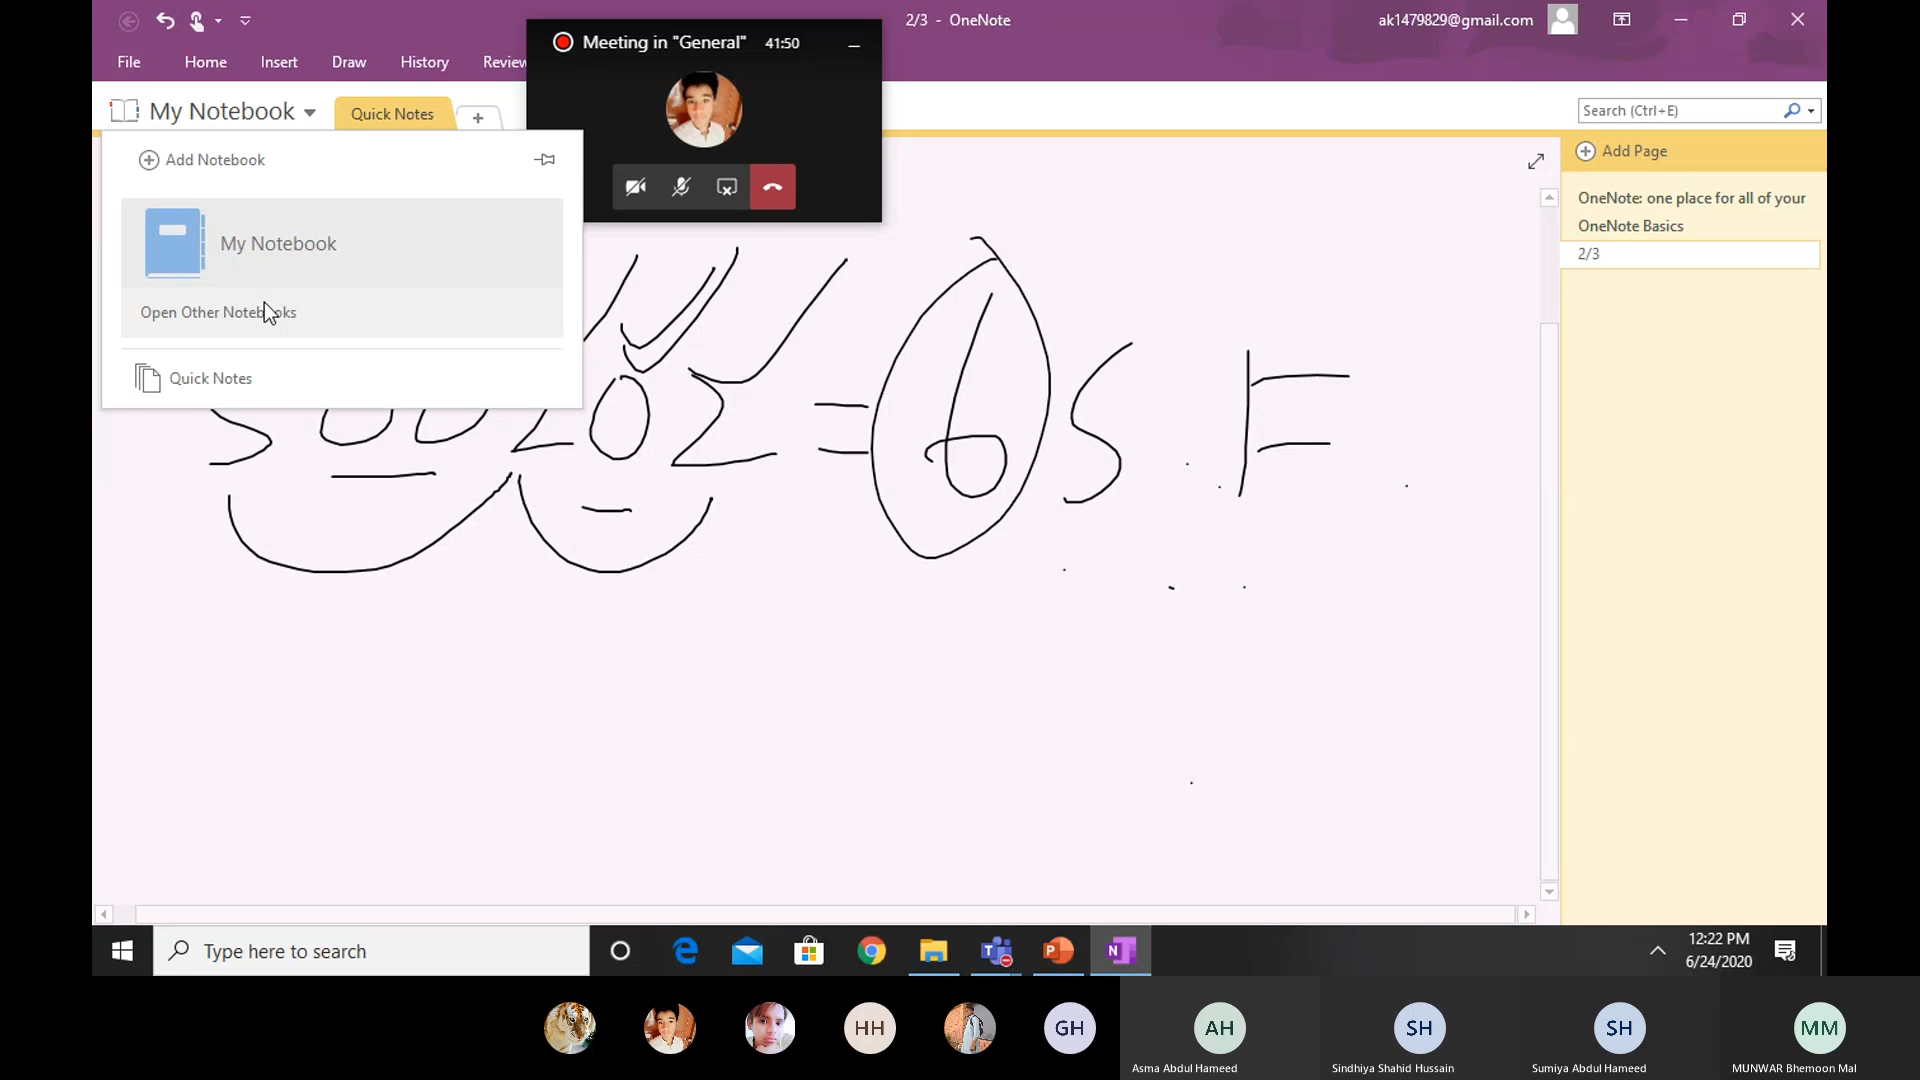 2/3 - OneNote
ak1479829@gmail.com
Meeting in "General" 41:50
File Home Insert Draw History Review
My Notebook Quick Notes
Search (Ctrl+E)
Add Notebook
My Notebook
Open Other Notebooks
Quick Notes
Add Page
OneNote: one place for all of your
OneNote Basics
2/3
500202 = 6 S.F
Type here to search
12:22 PM
6/24/2020
HH GH AH SH SH MM
Asma Abdul Hameed Sindhiya Shahid Hussain Sumiya Abdul Hameed MUNWAR Bhemoon Mal